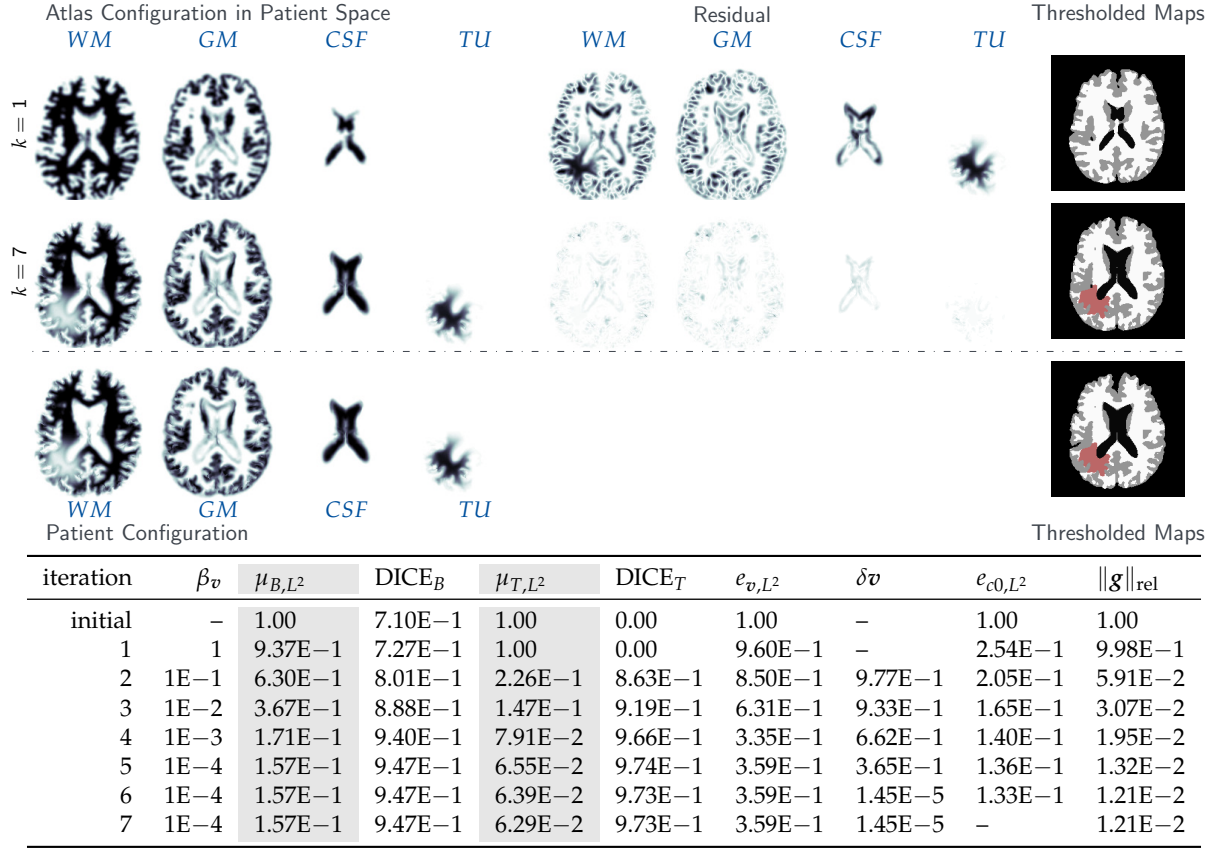 Atlas Configuration in Patient Space Residual Thresholded Maps
WM GM CSF TU WM GM CSF TU
k = 1
k = 7
WM GM CSF TU
Patient Configuration Thresholded Maps
iteration β𝒗 μB,L² DICEB μT,L² DICET e𝒗,L² δ𝒗 ec0,L² ‖𝒈‖rel
initial – 1.00 7.10E−1 1.00 0.00 1.00 – 1.00 1.00
1 1 9.37E−1 7.27E−1 1.00 0.00 9.60E−1 – 2.54E−1 9.98E−1
2 1E−1 6.30E−1 8.01E−1 2.26E−1 8.63E−1 8.50E−1 9.77E−1 2.05E−1 5.91E−2
3 1E−2 3.67E−1 8.88E−1 1.47E−1 9.19E−1 6.31E−1 9.33E−1 1.65E−1 3.07E−2
4 1E−3 1.71E−1 9.40E−1 7.91E−2 9.66E−1 3.35E−1 6.62E−1 1.40E−1 1.95E−2
5 1E−4 1.57E−1 9.47E−1 6.55E−2 9.74E−1 3.59E−1 3.65E−1 1.36E−1 1.32E−2
6 1E−4 1.57E−1 9.47E−1 6.39E−2 9.73E−1 3.59E−1 1.45E−5 1.33E−1 1.21E−2
7 1E−4 1.57E−1 9.47E−1 6.29E−2 9.73E−1 3.59E−1 1.45E−5 – 1.21E−2